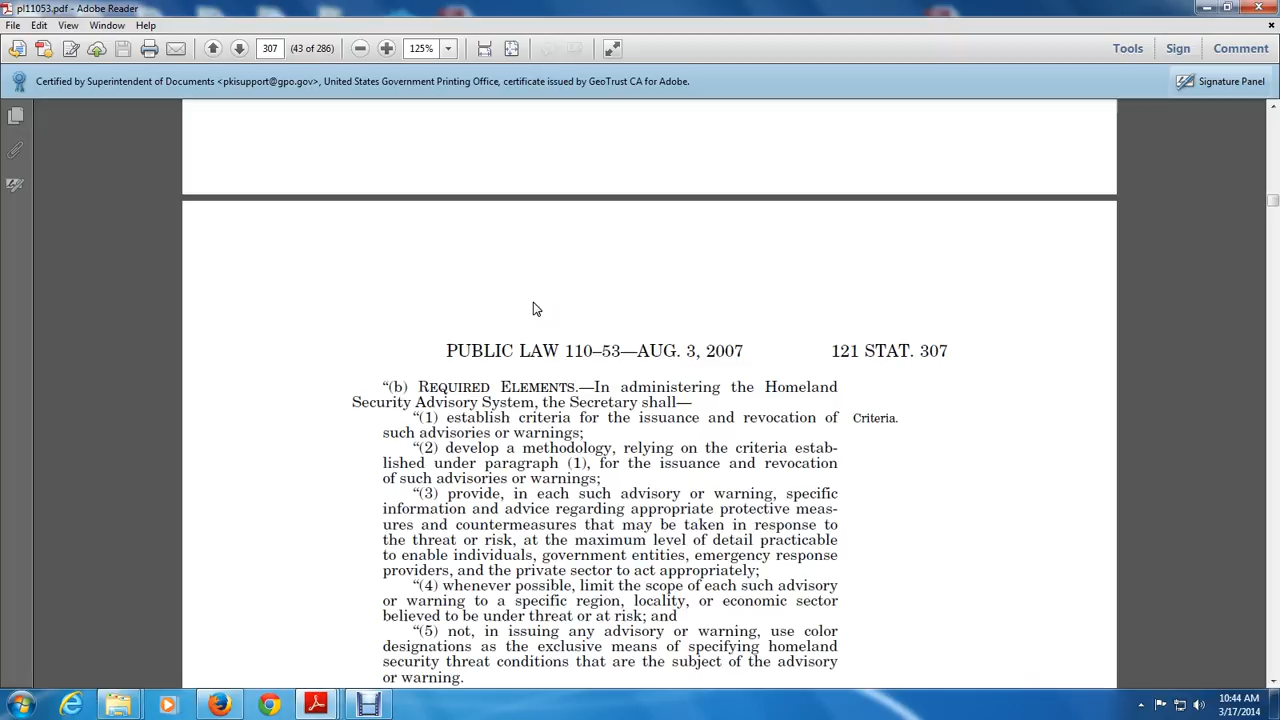 pl11053.pdf - Adobe Reader
File Edit View Window Help
307 (43 of 286) 125% Tools Sign Comment
Certified by Superintendent of Documents <pkisupport@gpo.gov>, United States Government Printing Office, certificate issued by GeoTrust CA for Adobe. Signature Panel
PUBLIC LAW 110–53—AUG. 3, 2007 121 STAT. 307
“(b) REQUIRED ELEMENTS.—In administering the Homeland
Security Advisory System, the Secretary shall—
“(1) establish criteria for the issuance and revocation of Criteria.
such advisories or warnings;
“(2) develop a methodology, relying on the criteria estab-
lished under paragraph (1), for the issuance and revocation
of such advisories or warnings;
“(3) provide, in each such advisory or warning, specific
information and advice regarding appropriate protective meas-
ures and countermeasures that may be taken in response to
the threat or risk, at the maximum level of detail practicable
to enable individuals, government entities, emergency response
providers, and the private sector to act appropriately;
“(4) whenever possible, limit the scope of each such advisory
or warning to a specific region, locality, or economic sector
believed to be under threat or at risk; and
“(5) not, in issuing any advisory or warning, use color
designations as the exclusive means of specifying homeland
security threat conditions that are the subject of the advisory
or warning.
10:44 AM
3/17/2014